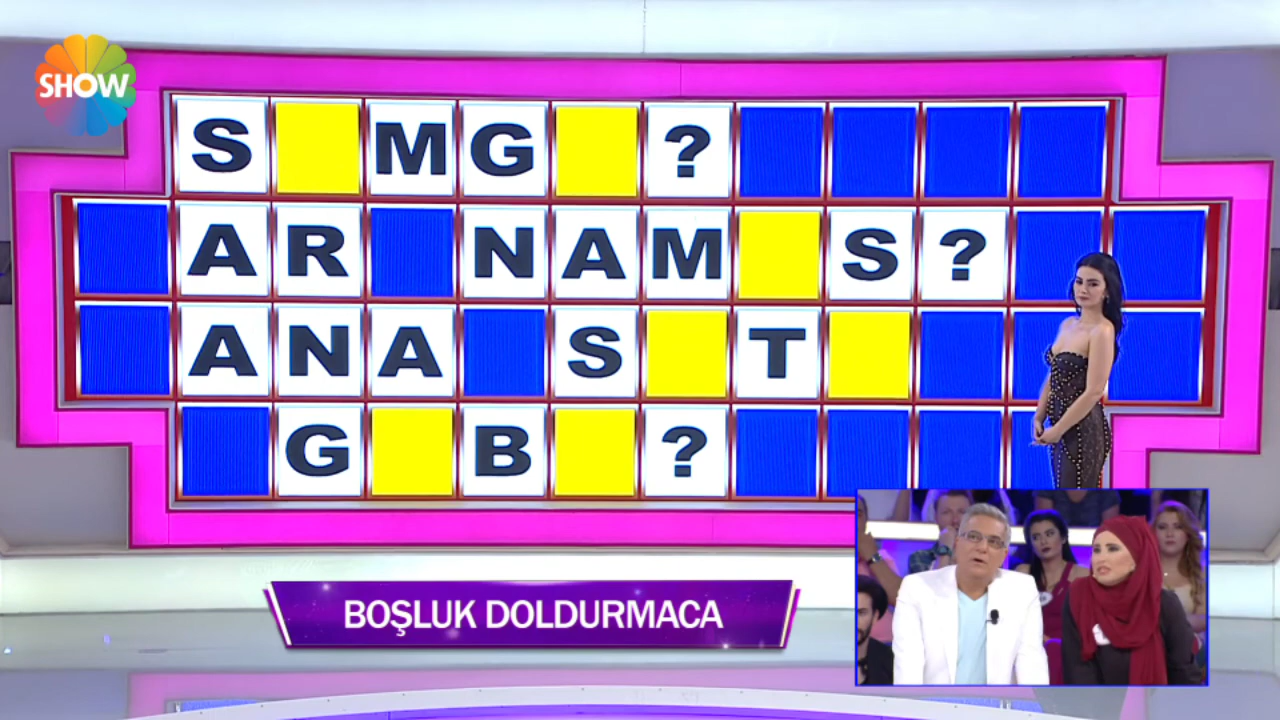 SHOW
S MG ?
AR NAM S?
ANA S T
G B ?
BOŞLUK DOLDURMACA